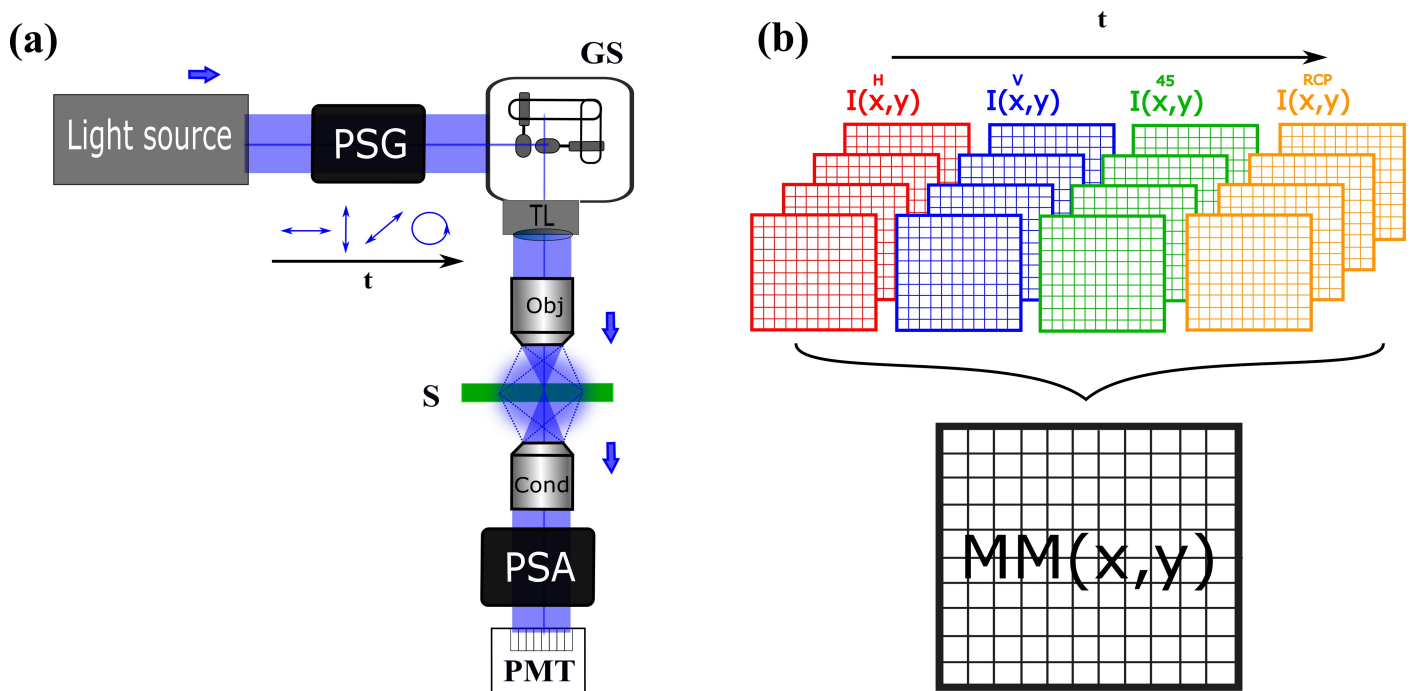 (a)
GS
Light source
PSG
TL
t
Obj
S
Cond
PSA
PMT
(b)
t
H
I(x,y)
V
I(x,y)
45
I(x,y)
RCP
I(x,y)
MM(x,y)